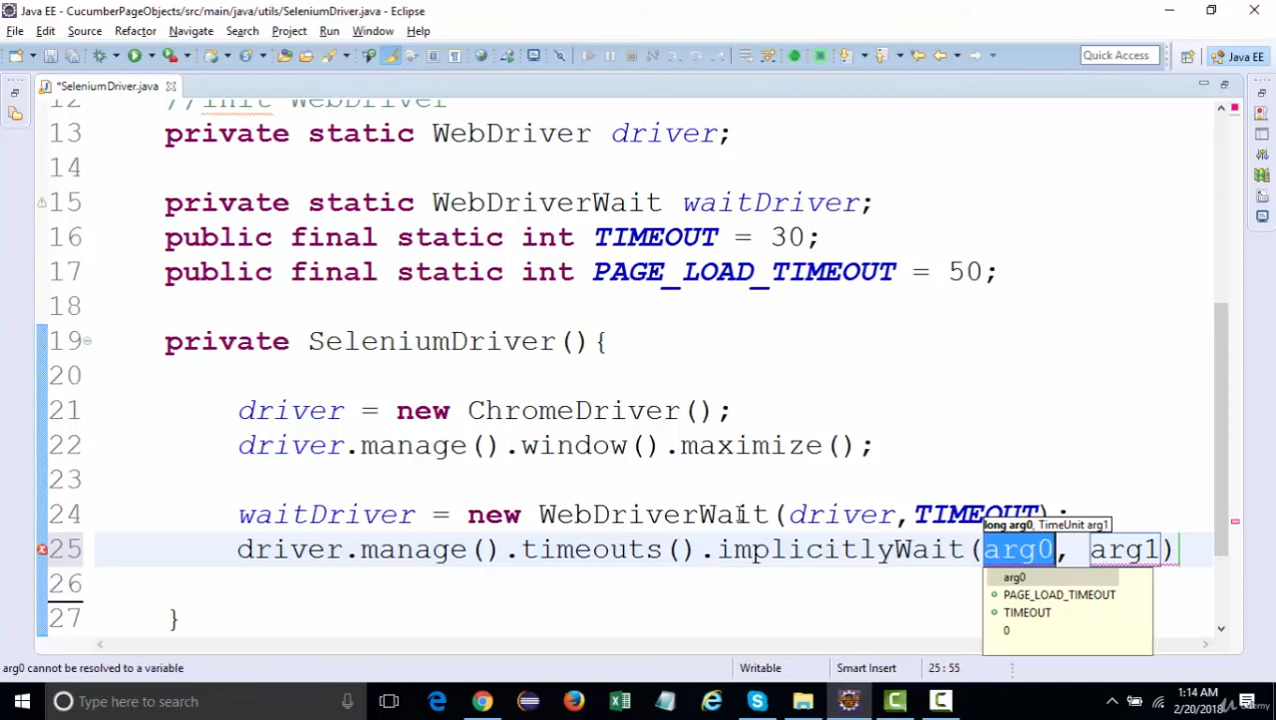 Java EE - CucumberPageObjects/src/main/java/utils/SeleniumDriver.java - Eclipse
File Edit Source Refactor Navigate Search Project Run Window Help
Quick Access
Java EE
*SeleniumDriver.java
12 //init WebDriver
13 private static WebDriver driver;
14
15 private static WebDriverWait waitDriver;
16 public final static int TIMEOUT = 30;
17 public final static int PAGE_LOAD_TIMEOUT = 50;
18
19 private SeleniumDriver(){
20
21 driver = new ChromeDriver();
22 driver.manage().window().maximize();
23
24 waitDriver = new WebDriverWait(driver,TIMEOUT);
long arg0, TimeUnit arg1
25 driver.manage().timeouts().implicitlyWait(arg0, arg1)
arg0
PAGE_LOAD_TIMEOUT
TIMEOUT
0
26
27 }
arg0 cannot be resolved to a variable
Writable
Smart Insert
25 : 55
Type here to search
1:14 AM
2/20/2018
Udemy